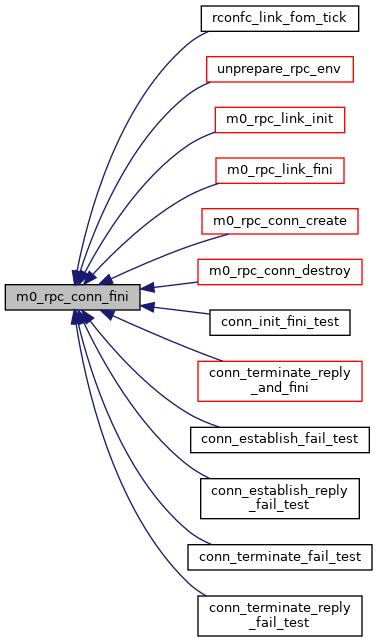 rconfc_link_fom_tick
unprepare_rpc_env
m0_rpc_link_init
m0_rpc_link_fini
m0_rpc_conn_create
m0_rpc_conn_destroy
m0_rpc_conn_fini
conn_init_fini_test
conn_terminate_reply
_and_fini
conn_establish_fail_test
conn_establish_reply
_fail_test
conn_terminate_fail_test
conn_terminate_reply
_fail_test